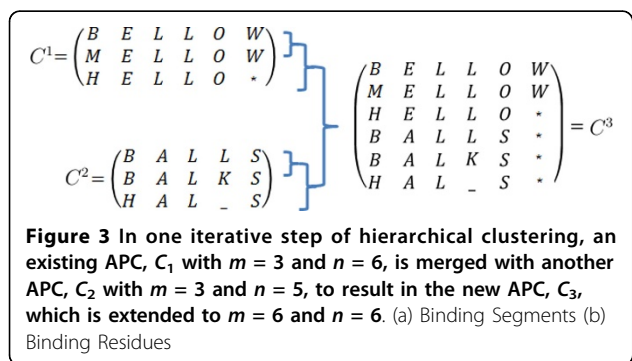 C¹= (B E L L O W
M E L L O W
H E L L O *)
C²= (B A L L S
B A L K S
H A L _ S)
(B E L L O W
M E L L O W
H E L L O *
B A L L S *
B A L K S *
H A L _ S *) = C³
Figure 3 In one iterative step of hierarchical clustering, an
existing APC, C₁ with m = 3 and n = 6, is merged with another
APC, C₂ with m = 3 and n = 5, to result in the new APC, C₃,
which is extended to m = 6 and n = 6. (a) Binding Segments (b)
Binding Residues